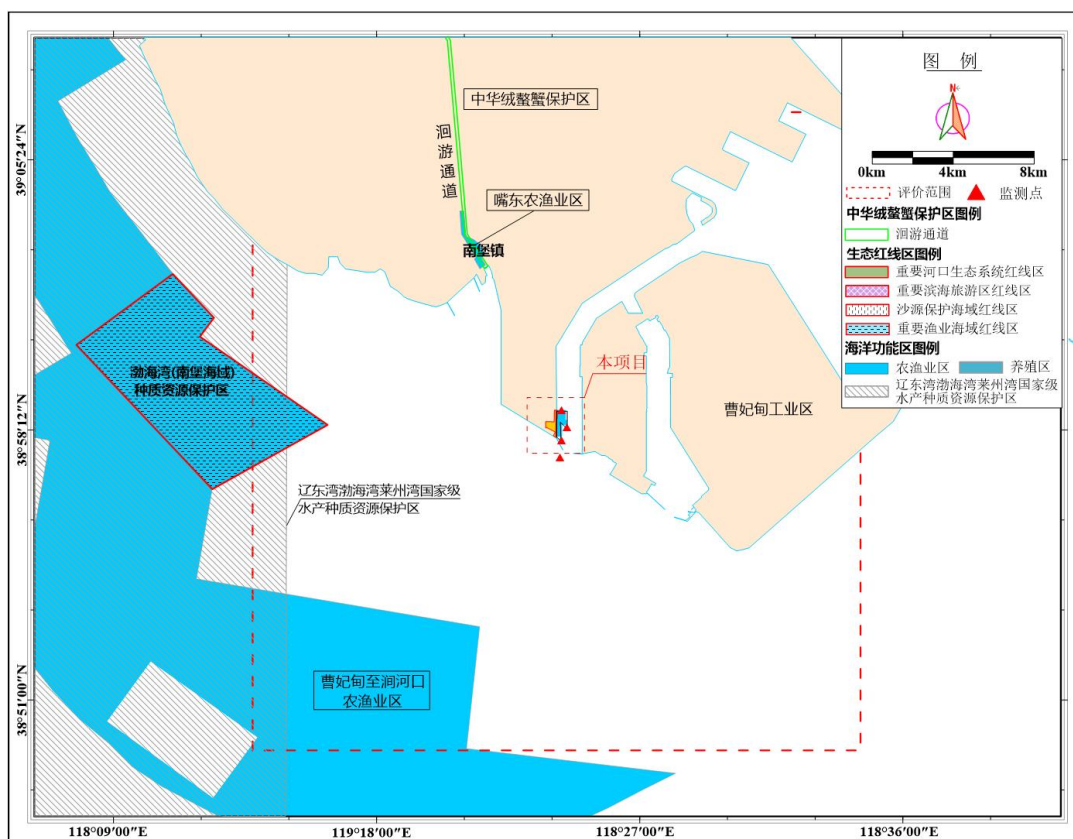 图 例
N
0km 4km 8km
评价范围 监测点
中华绒螯蟹保护区图例
洄游通道
生态红线区图例
重要河口生态系统红线区
重要滨海旅游区红线区
沙源保护海域红线区
重要渔业海域红线区
海洋功能区图例
农渔业区 养殖区
辽东湾渤海湾莱州湾国家级
水产种质资源保护区
中华绒螯蟹保护区
洄游通道
嘴东农渔业区
南堡镇
本项目
曹妃甸工业区
渤海湾(南堡海域)
种质资源保护区
辽东湾渤海湾莱州湾国家级
水产种质资源保护区
曹妃甸至涧河口
农渔业区
39°05′24″N
38°58′12″N
38°51′00″N
118°09′00″E
119°18′00″E
118°27′00″E
118°36′00″E